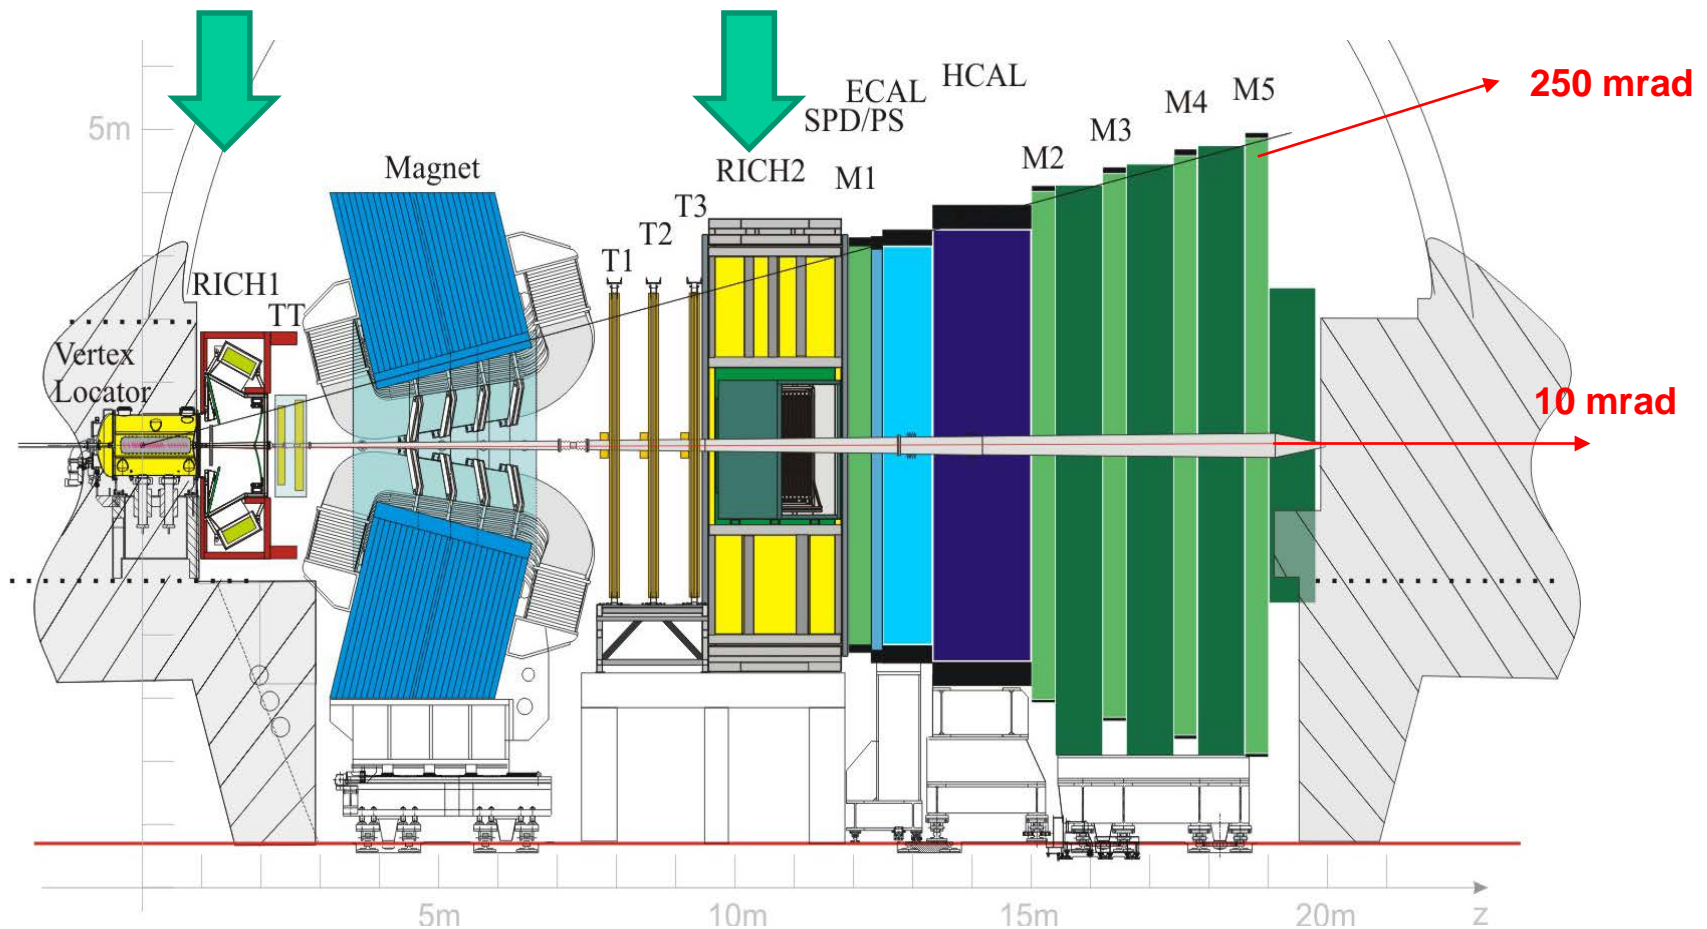 HCAL
250 mrad
ECAL
M5
M4
SPD/PS
M3
5m
M2
Magnet
RICH2
M1
T3
T2
T1
RICH1
TT
Vertex
Locator
10 mrad
5m
10m
15m
20m
z